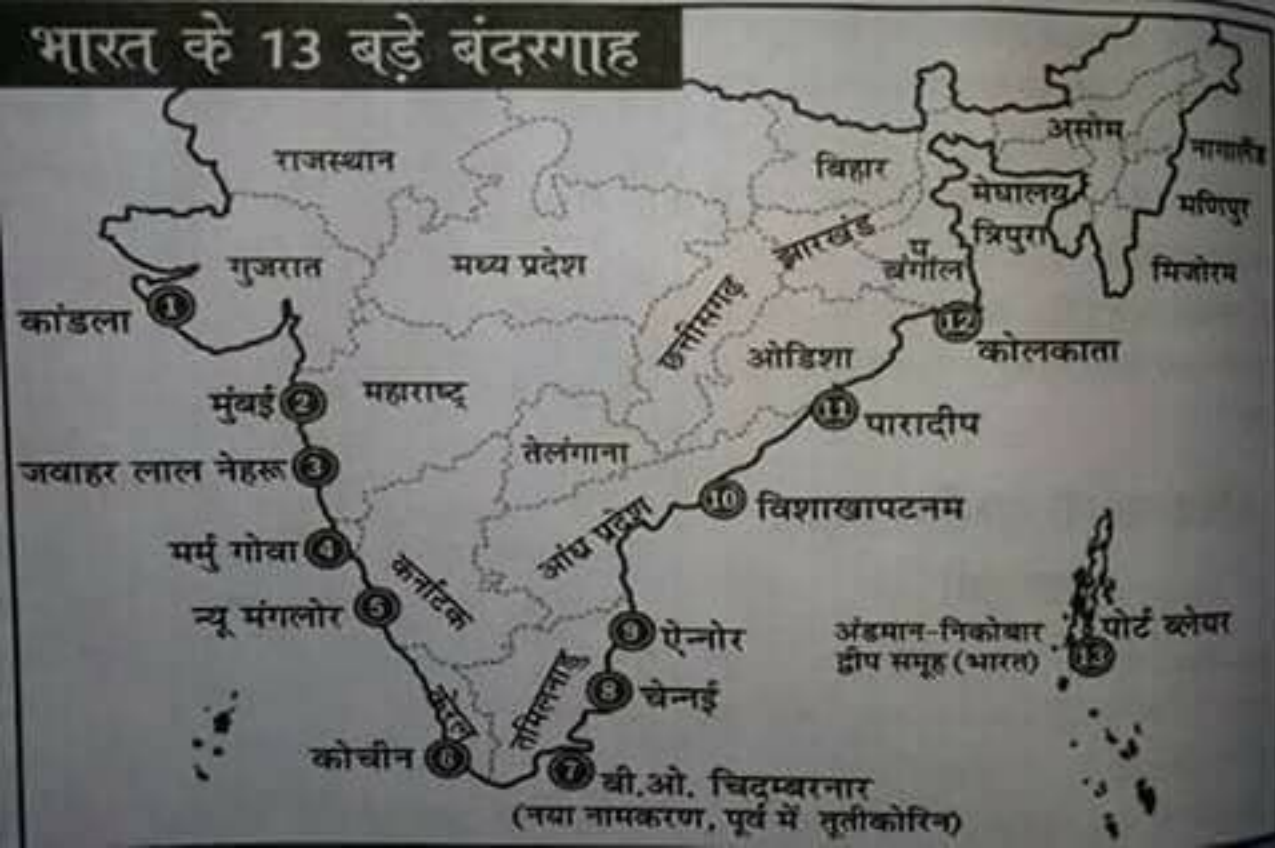 भारत के 13 बड़े बंदरगाह
राजस्थान
बिहार
असोम
नागालैंड
मेघालय
मणिपुर
त्रिपुरा
मिजोरम
गुजरात
मध्य प्रदेश
झारखंड
प
बंगाल
छत्तीसगढ़
कांडला 1
12
कोलकाता
ओडिशा
मुंबई 2
महाराष्ट्र
11 पारादीप
जवाहर लाल नेहरू 3
तेलंगाना
10 विशाखापटनम
आंध्र प्रदेश
मर्मु गोवा 4
कर्नाटक
न्यू मंगलोर 5
9 ऐन्नोर
अंडमान-निकोबार
द्वीप समूह (भारत)
पोर्ट ब्लेयर
13
8 चेन्नई
केरल
तमिलनाडु
कोचीन 6
7 वी.ओ. चिदम्बरनार
(नया नामकरण, पूर्व में तूतीकोरिन)